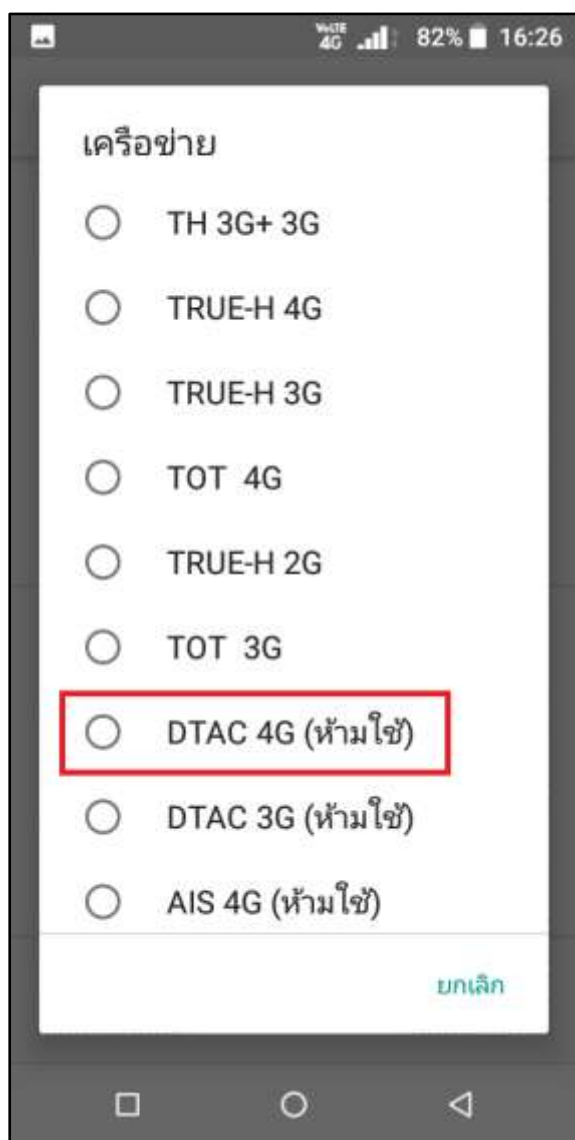 VoLTE 4G 82% 16:26
เครือข่าย
TH 3G+ 3G
TRUE-H 4G
TRUE-H 3G
TOT 4G
TRUE-H 2G
TOT 3G
DTAC 4G (ห้ามใช้)
DTAC 3G (ห้ามใช้)
AIS 4G (ห้ามใช้)
ยกเลิก